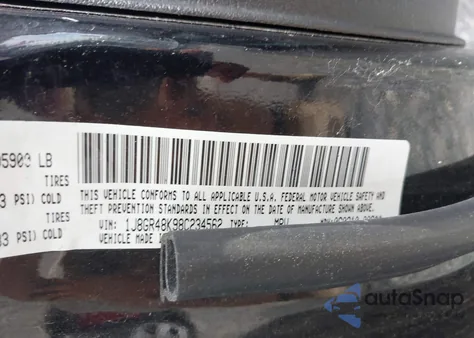 05903 LB
TIRES
3 PSI) COLD
TIRES
33 PSI) COLD
THIS VEHICLE CONFORMS TO ALL APPLICABLE U.S.A. FEDERAL MOTOR VEHICLE SAFETY AND
THEFT PREVENTION STANDARDS IN EFFECT ON THE DATE OF MANUFACTURE SHOWN ABOVE.
VIN: 1J8GR48K98C234562 TYPE: MPV
VEHICLE MADE
autoSnap